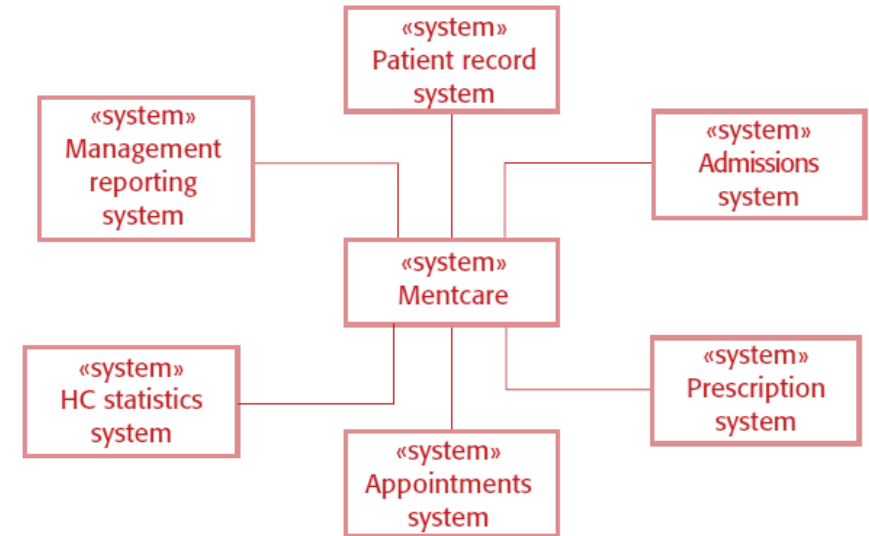 «system»
Patient record
system
«system»
Management
reporting
system
«system»
Admissions
system
«system»
Mentcare
«system»
HC statistics
system
«system»
Prescription
system
«system»
Appointments
system